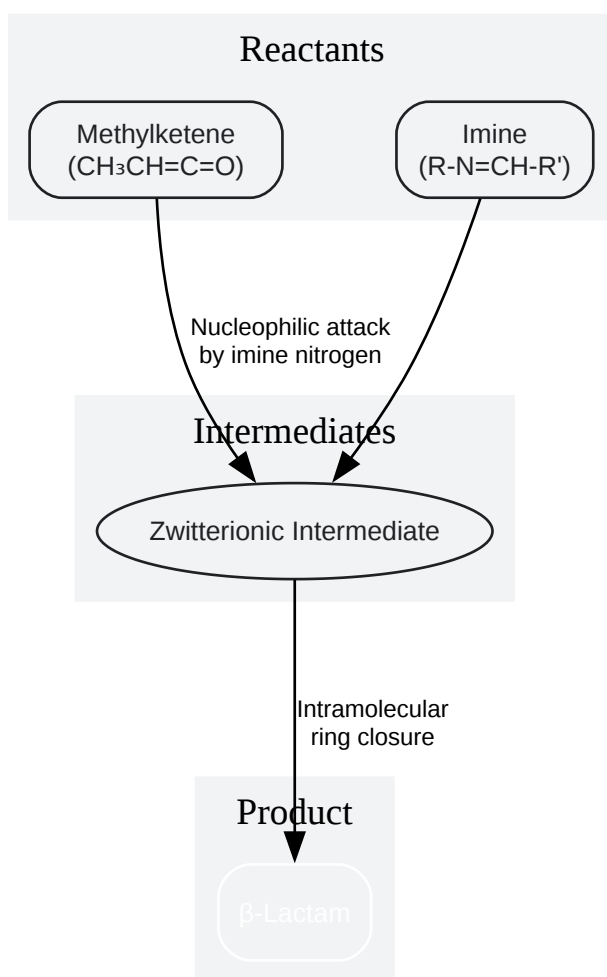 Reactants
Methylketene
(CH₃CH=C=O)
Imine
(R-N=CH-R')
Nucleophilic attack
by imine nitrogen
Intermediates
Zwitterionic Intermediate
Intramolecular
ring closure
Product
β-Lactam